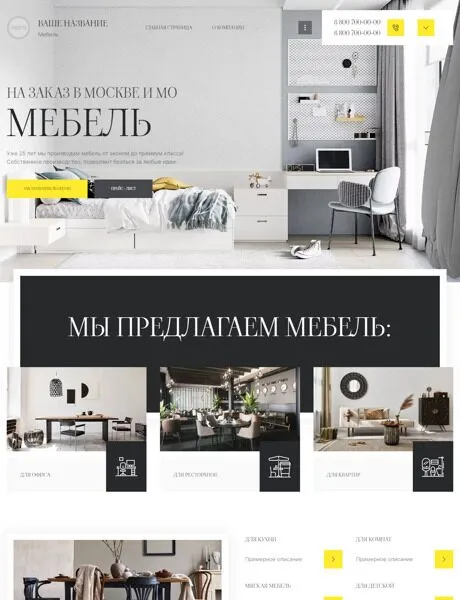 ВАШЕ НАЗВАНИЕ
Мебель
ГЛАВНАЯ СТРАНИЦА
О КОМПАНИИ
8 800 700-00-00
8 800 700-00-00
НА ЗАКАЗ В МОСКВЕ И МО
МЕБЕЛЬ
Уже 25 лет мы производим мебель от эконом до премиум класса!
Собственное производство, позволяет браться за любые идеи.
ПРАЙС-ЛИСТ
МЫ ПРЕДЛАГАЕМ МЕБЕЛЬ:
ДЛЯ ОФИСА
ДЛЯ РЕСТОРАНОВ
ДЛЯ КВАРТИР
ДЛЯ КУХНИ
ДЛЯ КОМНАТ
Примерное описание
Примерное описание
МЯГКАЯ МЕБЕЛЬ
ДЛЯ ДЕТСКОЙ